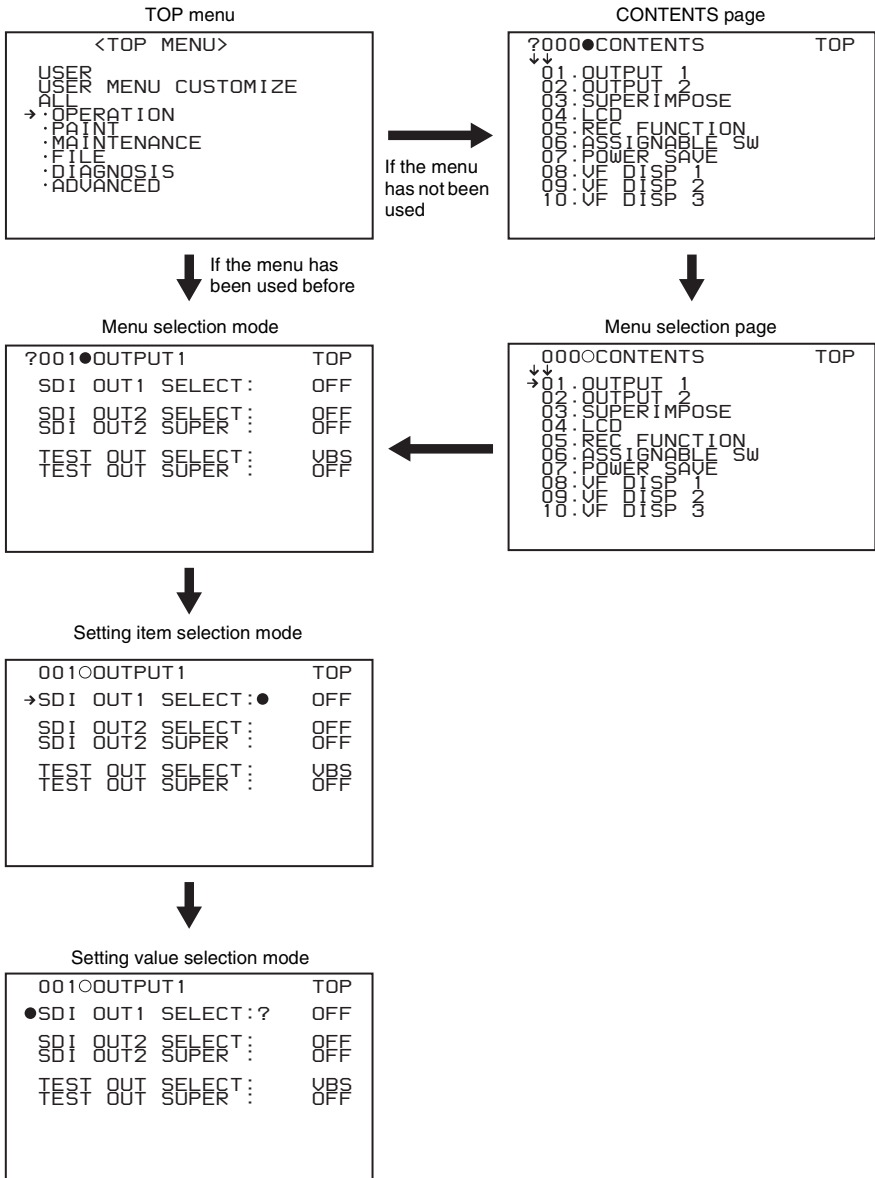 TOP menu
<TOP MENU>
USER
USER MENU CUSTOMIZE
ALL
→·OPERATION
·PAINT
·MAINTENANCE
·FILE
·DIAGNOSIS
·ADVANCED
If the menu
has not been
used
CONTENTS page
?000●CONTENTS TOP
↓↓
01.OUTPUT 1
02.OUTPUT 2
03.SUPERIMPOSE
04.LCD
05.REC FUNCTION
06.ASSIGNABLE SW
07.POWER SAVE
08.VF DISP 1
09.VF DISP 2
10.VF DISP 3
If the menu has
been used before
Menu selection page
000○CONTENTS TOP
↓↓
→01.OUTPUT 1
02.OUTPUT 2
03.SUPERIMPOSE
04.LCD
05.REC FUNCTION
06.ASSIGNABLE SW
07.POWER SAVE
08.VF DISP 1
09.VF DISP 2
10.VF DISP 3
Menu selection mode
?001●OUTPUT1 TOP
SDI OUT1 SELECT: OFF
SDI OUT2 SELECT: OFF
SDI OUT2 SUPER : OFF
TEST OUT SELECT: VBS
TEST OUT SUPER : OFF
Setting item selection mode
001○OUTPUT1 TOP
→SDI OUT1 SELECT:● OFF
SDI OUT2 SELECT: OFF
SDI OUT2 SUPER : OFF
TEST OUT SELECT: VBS
TEST OUT SUPER : OFF
Setting value selection mode
001○OUTPUT1 TOP
●SDI OUT1 SELECT:? OFF
SDI OUT2 SELECT: OFF
SDI OUT2 SUPER : OFF
TEST OUT SELECT: VBS
TEST OUT SUPER : OFF